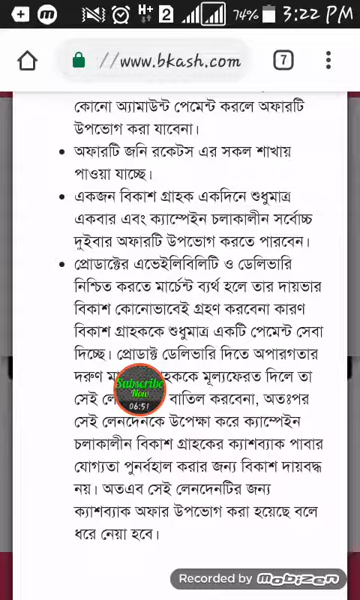 H+ 2 74% 3:22 PM
//www.bkash.com 7
কোনো অ্যামাউন্ট পেমেন্ট করলে অফারটি
উপভোগ করা যাবেনা।
অফারটি জনি রকেটস এর সকল শাখায়
পাওয়া যাচ্ছে।
একজন বিকাশ গ্রাহক একদিনে শুধুমাত্র
একবার এবং ক্যাম্পেইন চলাকালীন সর্বোচ্চ
দুইবার অফারটি উপভোগ করতে পারবেন।
প্রোডাক্টের এভেইলিবিলিটি ও ডেলিভারি
নিশ্চিত করতে মার্চেন্ট ব্যর্থ হলে তার দায়ভার
বিকাশ কোনোভাবেই গ্রহণ করবেনা কারণ
বিকাশ গ্রাহককে শুধুমাত্র একটি পেমেন্ট সেবা
দিচ্ছে। প্রোডাক্ট ডেলিভারি দিতে অপারগতার
দরুণ মূল্যফেরত দিলে তা
Subscribe
Now
06:51
সেই বাতিল করবেনা, অতঃপর
সেই লেনদেনকে উপেক্ষা করে ক্যাম্পেইন
চলাকালীন বিকাশ গ্রাহকের ক্যাশব্যাক পাবার
যোগ্যতা পুনর্বহাল করার জন্য বিকাশ দায়বদ্ধ
নয়। অতএব সেই লেনদেনটির জন্য
ক্যাশব্যাক অফার উপভোগ করা হয়েছে বলে
ধরে নেয়া হবে।
Recorded by Mobizen